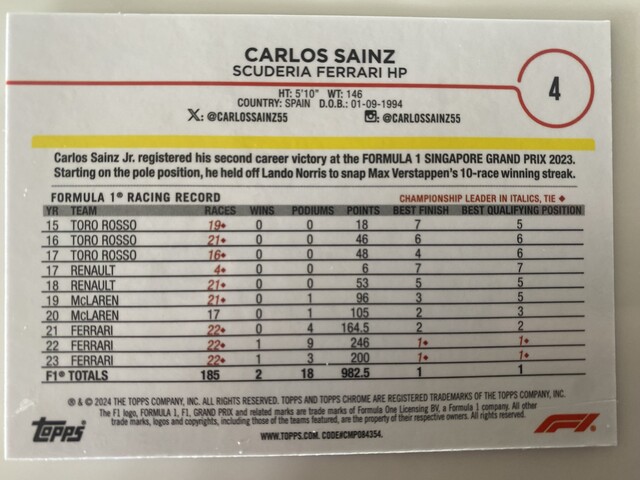 CARLOS SAINZ
SCUDERIA FERRARI HP
4
HT: 5'10" WT: 146
COUNTRY: SPAIN D.O.B.: 01-09-1994
X: @CARLOSSAINZ55 : @CARLOSSAINZ55
Carlos Sainz Jr. registered his second career victory at the FORMULA 1 SINGAPORE GRAND PRIX 2023.
Starting on the pole position, he held off Lando Norris to snap Max Verstappen's 10-race winning streak.
FORMULA 1® RACING RECORD CHAMPIONSHIP LEADER IN ITALICS, TIE ♦
YR TEAM RACES WINS PODIUMS POINTS BEST FINISH BEST QUALIFYING POSITION
15 TORO ROSSO 19♦ 0 0 18 7 5
16 TORO ROSSO 21♦ 0 0 46 6 6
17 TORO ROSSO 16♦ 0 0 48 4 6
17 RENAULT 4♦ 0 0 6 7 7
18 RENAULT 21♦ 0 0 53 5 5
19 McLAREN 21♦ 0 1 96 3 5
20 McLAREN 17 0 1 105 2 3
21 FERRARI 22♦ 0 4 164.5 2 2
22 FERRARI 22♦ 1 9 246 1♦ 1♦
23 FERRARI 22♦ 1 3 200 1♦ 1♦
F1® TOTALS 185 2 18 982.5 1 1
® & © 2024 THE TOPPS COMPANY, INC. ALL RIGHTS RESERVED. TOPPS AND TOPPS CHROME ARE REGISTERED TRADEMARKS OF THE TOPPS COMPANY, INC.
The F1 logo, FORMULA 1, F1, GRAND PRIX and related marks are trade marks of Formula One Licensing BV, a Formula 1 company. All other
trade marks, logos and copyrights, including those of the teams featured, are the property of their respective owners. All rights reserved.
topps
WWW.TOPPS.COM. CODE#CMP084354.
F1